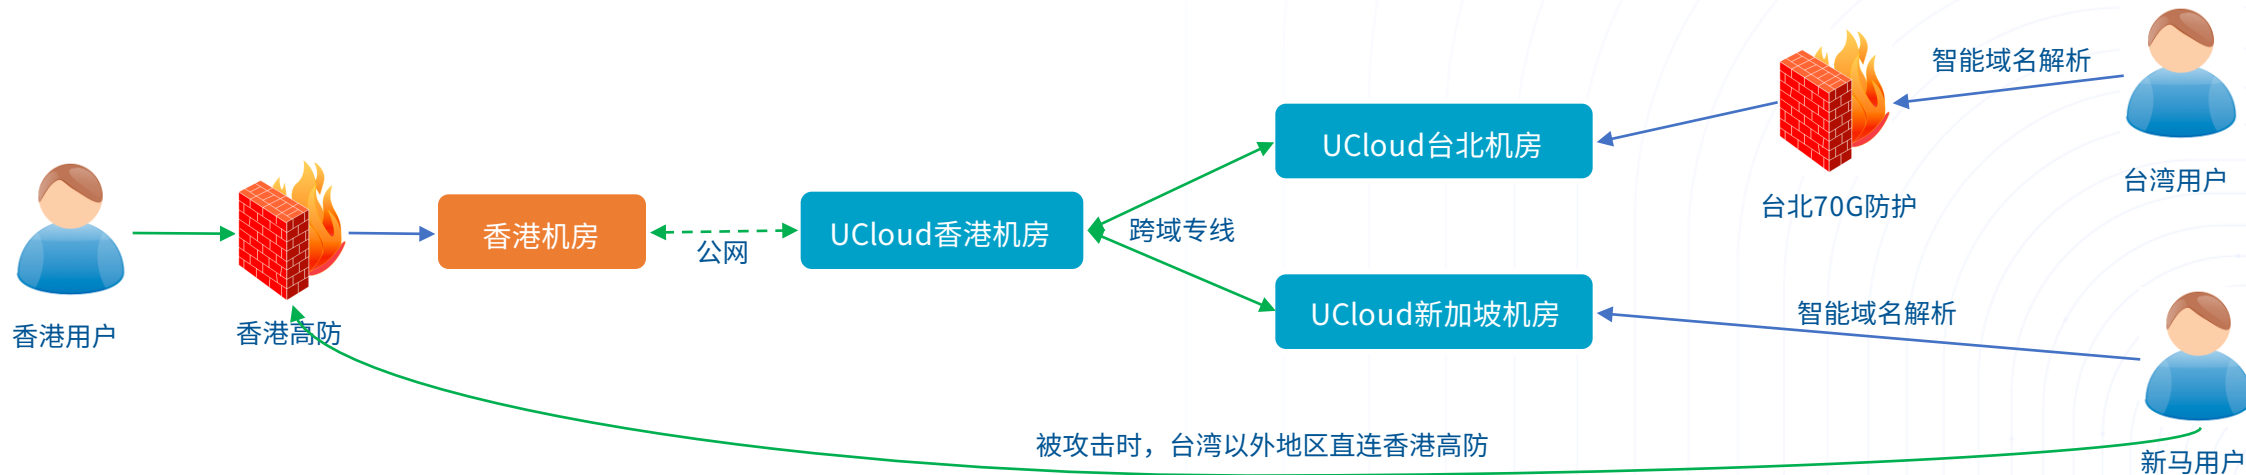 智能域名解析
UCloud台北机房
台湾用户
台北70G防护
香港机房
UCloud香港机房
跨域专线
公网
UCloud新加坡机房
智能域名解析
香港用户
香港高防
被攻击时，台湾以外地区直连香港高防
新马用户